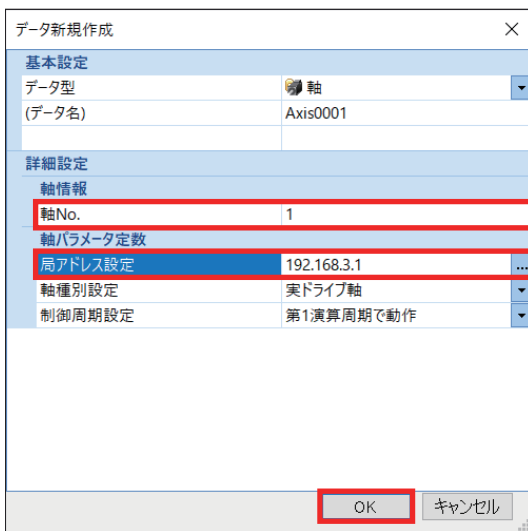 データ新規作成
基本設定
データ型 軸
(データ名) Axis0001
詳細設定
軸情報
軸No. 1
軸パラメータ定数
局アドレス設定 192.168.3.1 ...
軸種別設定 実ドライブ軸
制御周期設定 第1演算周期で動作
OK キャンセル